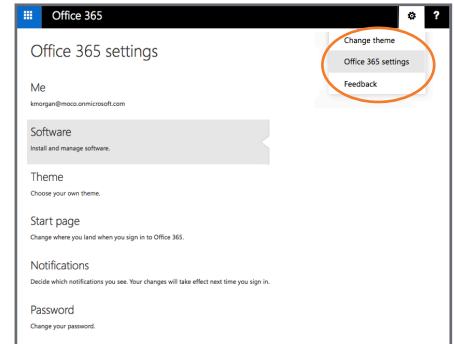 Office 365
?
Change theme
Office 365 settings
Feedback
Office 365 settings
Me
kmorgan@moco.onmicrosoft.com
Software
Install and manage software.
Theme
Choose your own theme.
Start page
Change where you land when you sign in to Office 365.
Notifications
Decide which notifications you see. Your changes will take effect next time you sign in.
Password
Change your password.